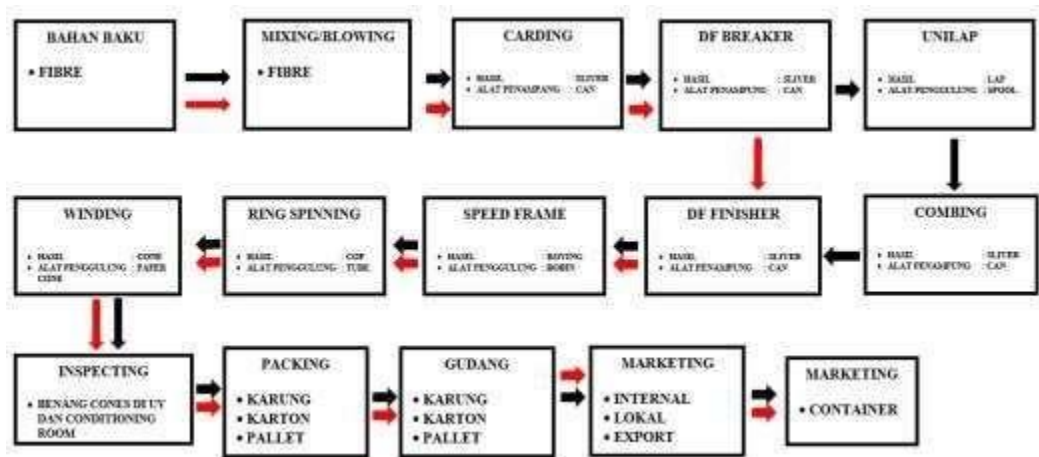 BAHAN BAKU
• FIBRE
MIXING/BLOWING
• FIBRE
CARDING
• HASIL : SLIVER
• ALAT PENAMPANG : CAN
DF BREAKER
• HASIL : SLIVER
• ALAT PENAMPUNG : CAN
UNILAP
• HASIL : LAP
• ALAT PENGGULUNG : SPOOL
WINDING
• HASIL : CONE
• ALAT PENGGULUNG : PAPER
CONE
RING SPINNING
• HASIL : COP
• ALAT PENGGULUNG : TUBE
SPEED FRAME
• HASIL : ROVING
• ALAT PENGGULUNG : BOBIN
DF FINISHER
• HASIL : SLIVER
• ALAT PENAMPUNG : CAN
COMBING
• HASIL : SLIVER
• ALAT PENAMPUNG : CAN
INSPECTING
• BENANG CONES DI UV
DAN CONDITIONING
ROOM
PACKING
• KARUNG
• KARTON
• PALLET
GUDANG
• KARUNG
• KARTON
• PALLET
MARKETING
• INTERNAL
• LOKAL
• EXPORT
MARKETING
• CONTAINER